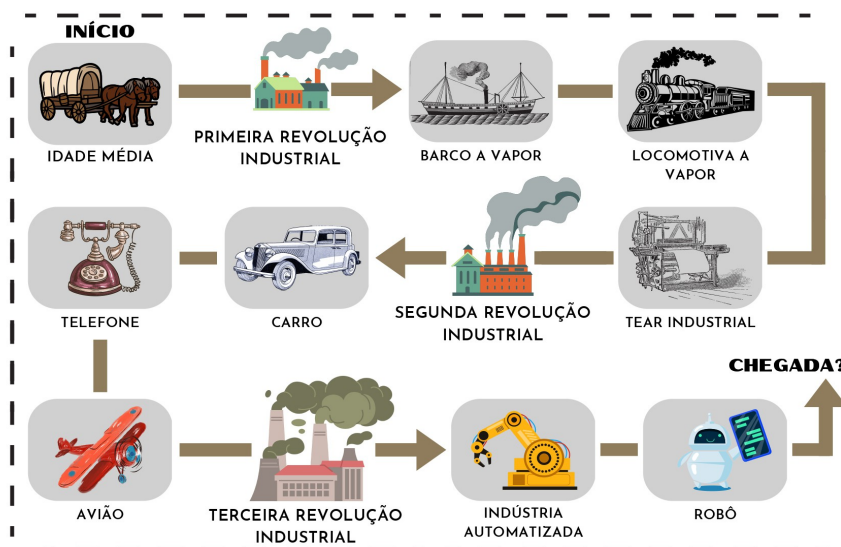 INÍCIO
IDADE MÉDIA
PRIMEIRA REVOLUÇÃO
INDUSTRIAL
BARCO A VAPOR
LOCOMOTIVA A
VAPOR
TEAR INDUSTRIAL
SEGUNDA REVOLUÇÃO
INDUSTRIAL
CARRO
TELEFONE
AVIÃO
TERCEIRA REVOLUÇÃO
INDUSTRIAL
INDÚSTRIA
AUTOMATIZADA
ROBÔ
CHEGADA?